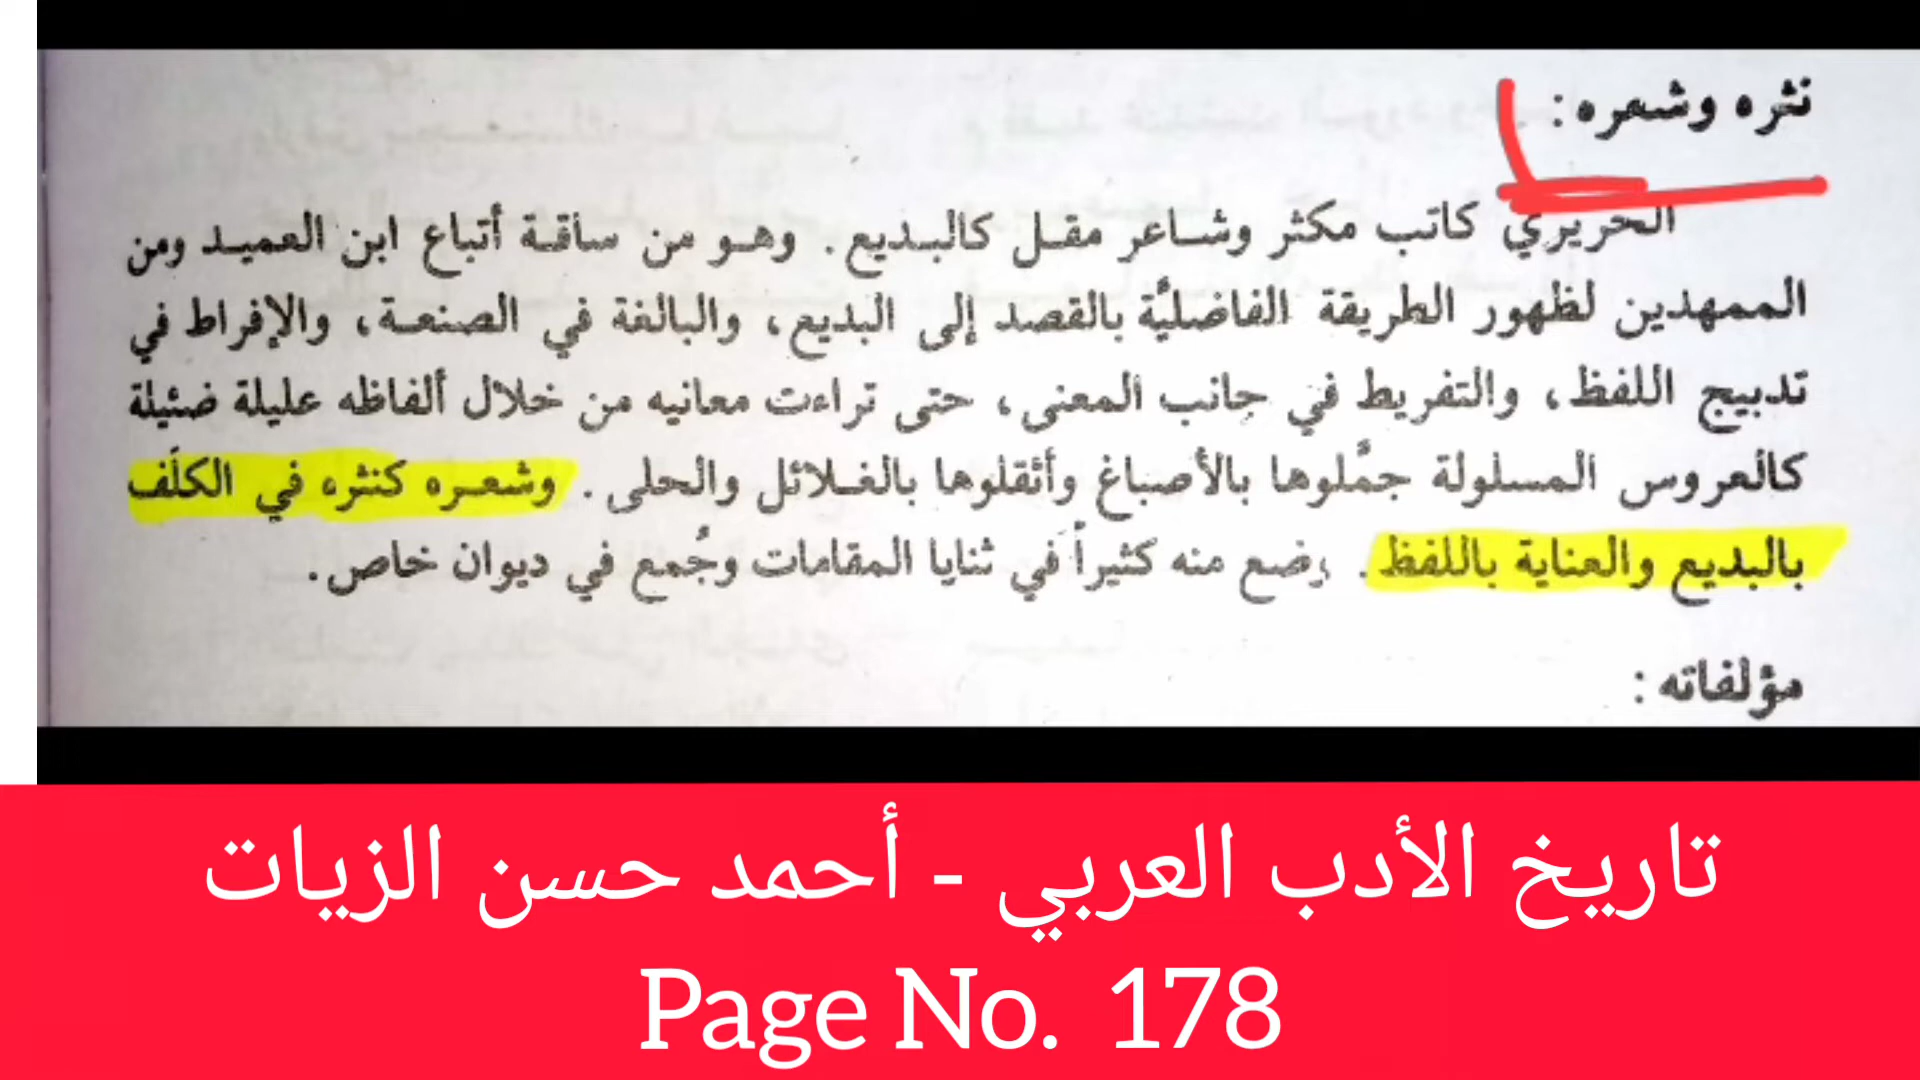 نثره وشعره :
الحريري كاتب مكثر وشاعر مقل كالبديع . وهو من ساقة أتباع ابن العميد ومن
الممهدين لظهور الطريقة الفاضليَّة بالقصد إلى البديع، والبالغة في الصنعة، والإفراط في
تدبيج اللفظ، والتفريط في جانب المعنى، حتى تراءت معانيه من خلال ألفاظه عليلة ضئيلة
كالعروس المسلولة جمَّلوها بالأصباغ وأثقلوها بالغلائل والحلى . وشعره كنثره في الكلَف
بالبديع والعناية باللفظ . وضع منه كثيراً في ثنايا المقامات وجُمع في ديوان خاص .
مؤلفاته :
تاريخ الأدب العربي - أحمد حسن الزيات
Page No. 178